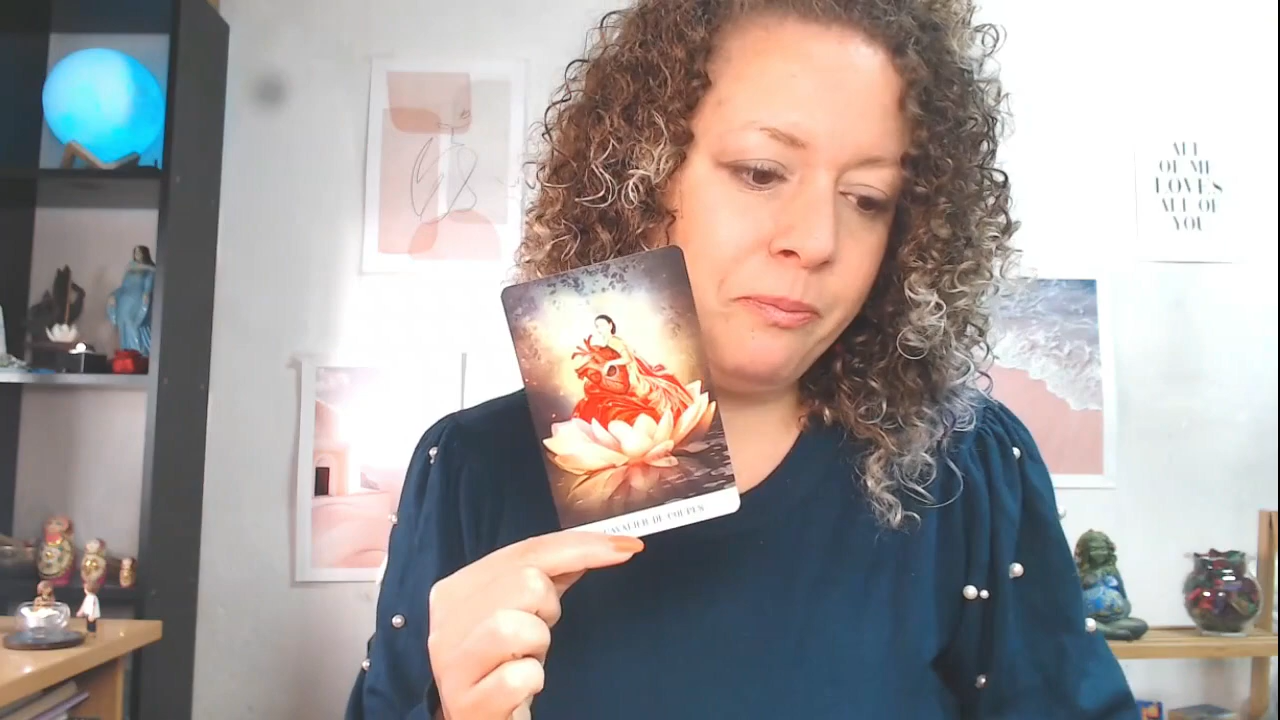 ALL
OF ME
LOVES
ALL OF
YOU
CAVALIER DE COUPES